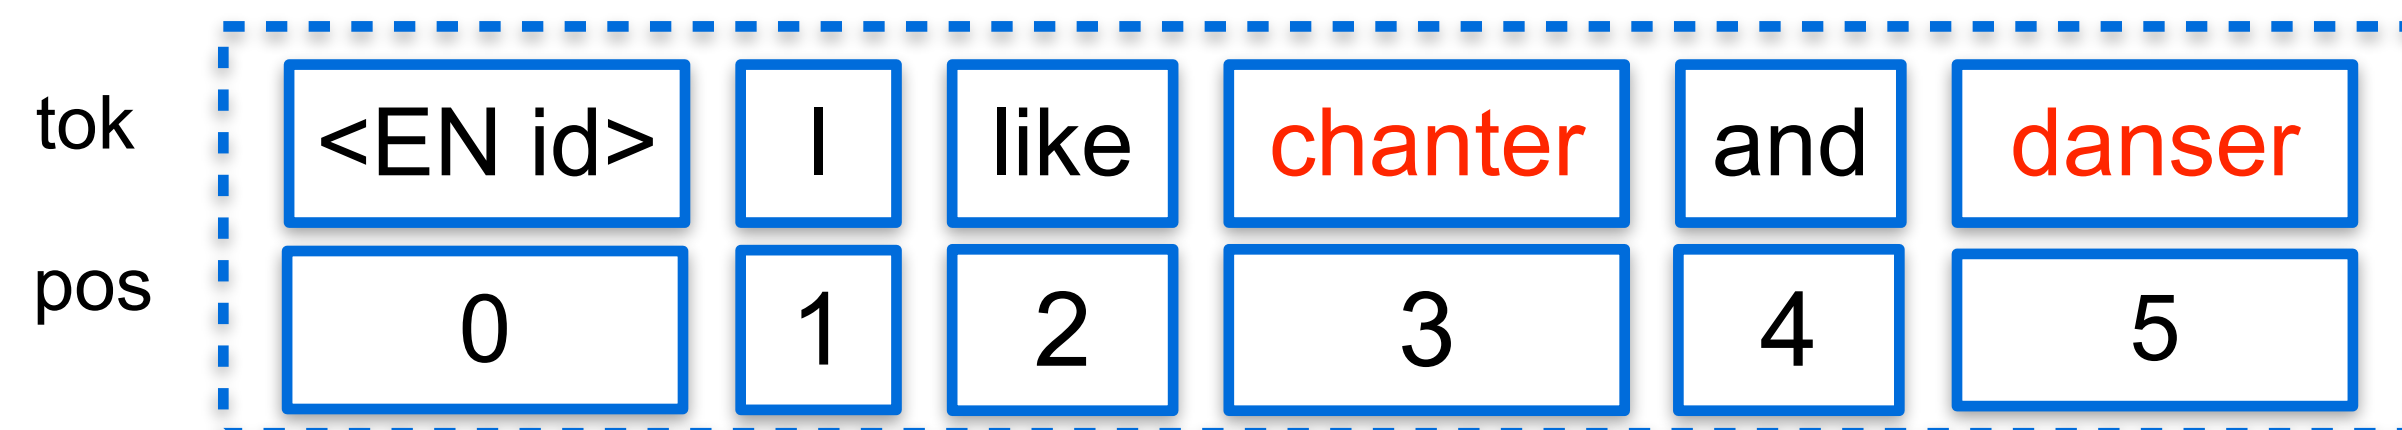 tok <EN id> I like chanter and danser
pos 0 1 2 3 4 5